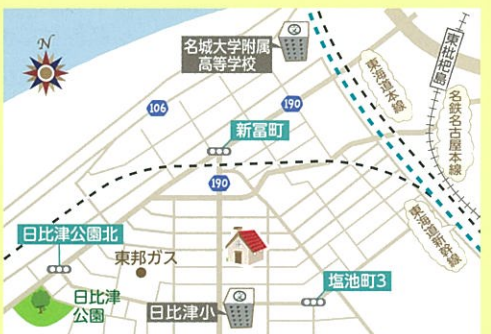 N
名城大学附属
高等学校
106
190
新富町
190
東海道本線
東枇杷島
名鉄名古屋本線
東海道新幹線
日比津公園北
東邦ガス
日比津
公園
日比津小
塩池町3